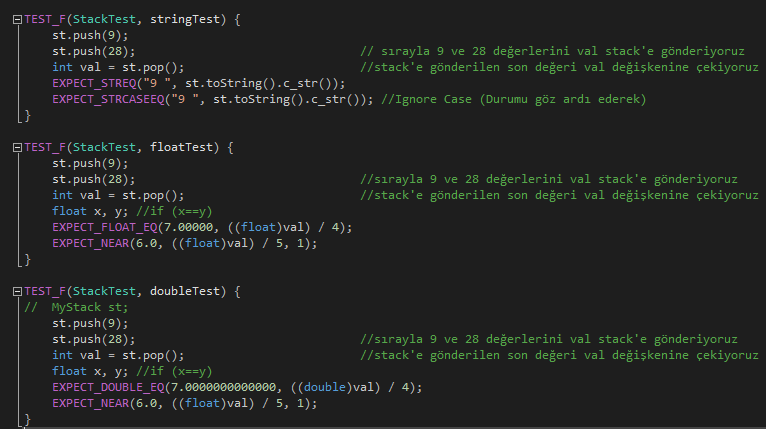 TEST_F(StackTest, stringTest) {
st.push(9);
st.push(28); // sırayla 9 ve 28 değerlerini val stack'e gönderiyoruz
int val = st.pop(); //stack'e gönderilen son değeri val değişkenine çekiyoruz
EXPECT_STREQ("9 ", st.toString().c_str());
EXPECT_STRCASEEQ("9 ", st.toString().c_str()); //Ignore Case (Durumu göz ardı ederek)
}
TEST_F(StackTest, floatTest) {
st.push(9);
st.push(28); //sırayla 9 ve 28 değerlerini val stack'e gönderiyoruz
int val = st.pop(); //stack'e gönderilen son değeri val değişkenine çekiyoruz
float x, y; //if (x==y)
EXPECT_FLOAT_EQ(7.00000, ((float)val) / 4);
EXPECT_NEAR(6.0, ((float)val) / 5, 1);
}
TEST_F(StackTest, doubleTest) {
// MyStack st;
st.push(9);
st.push(28); //sırayla 9 ve 28 değerlerini val stack'e gönderiyoruz
int val = st.pop(); //stack'e gönderilen son değeri val değişkenine çekiyoruz
float x, y; //if (x==y)
EXPECT_DOUBLE_EQ(7.0000000000000, ((double)val) / 4);
EXPECT_NEAR(6.0, ((float)val) / 5, 1);
}